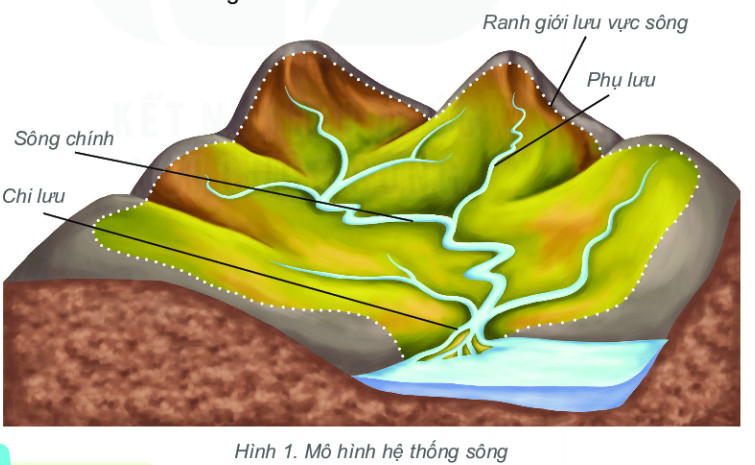 Ranh giới lưu vực sông
Phụ lưu
Sông chính
Chi lưu
Hình 1. Mô hình hệ thống sông